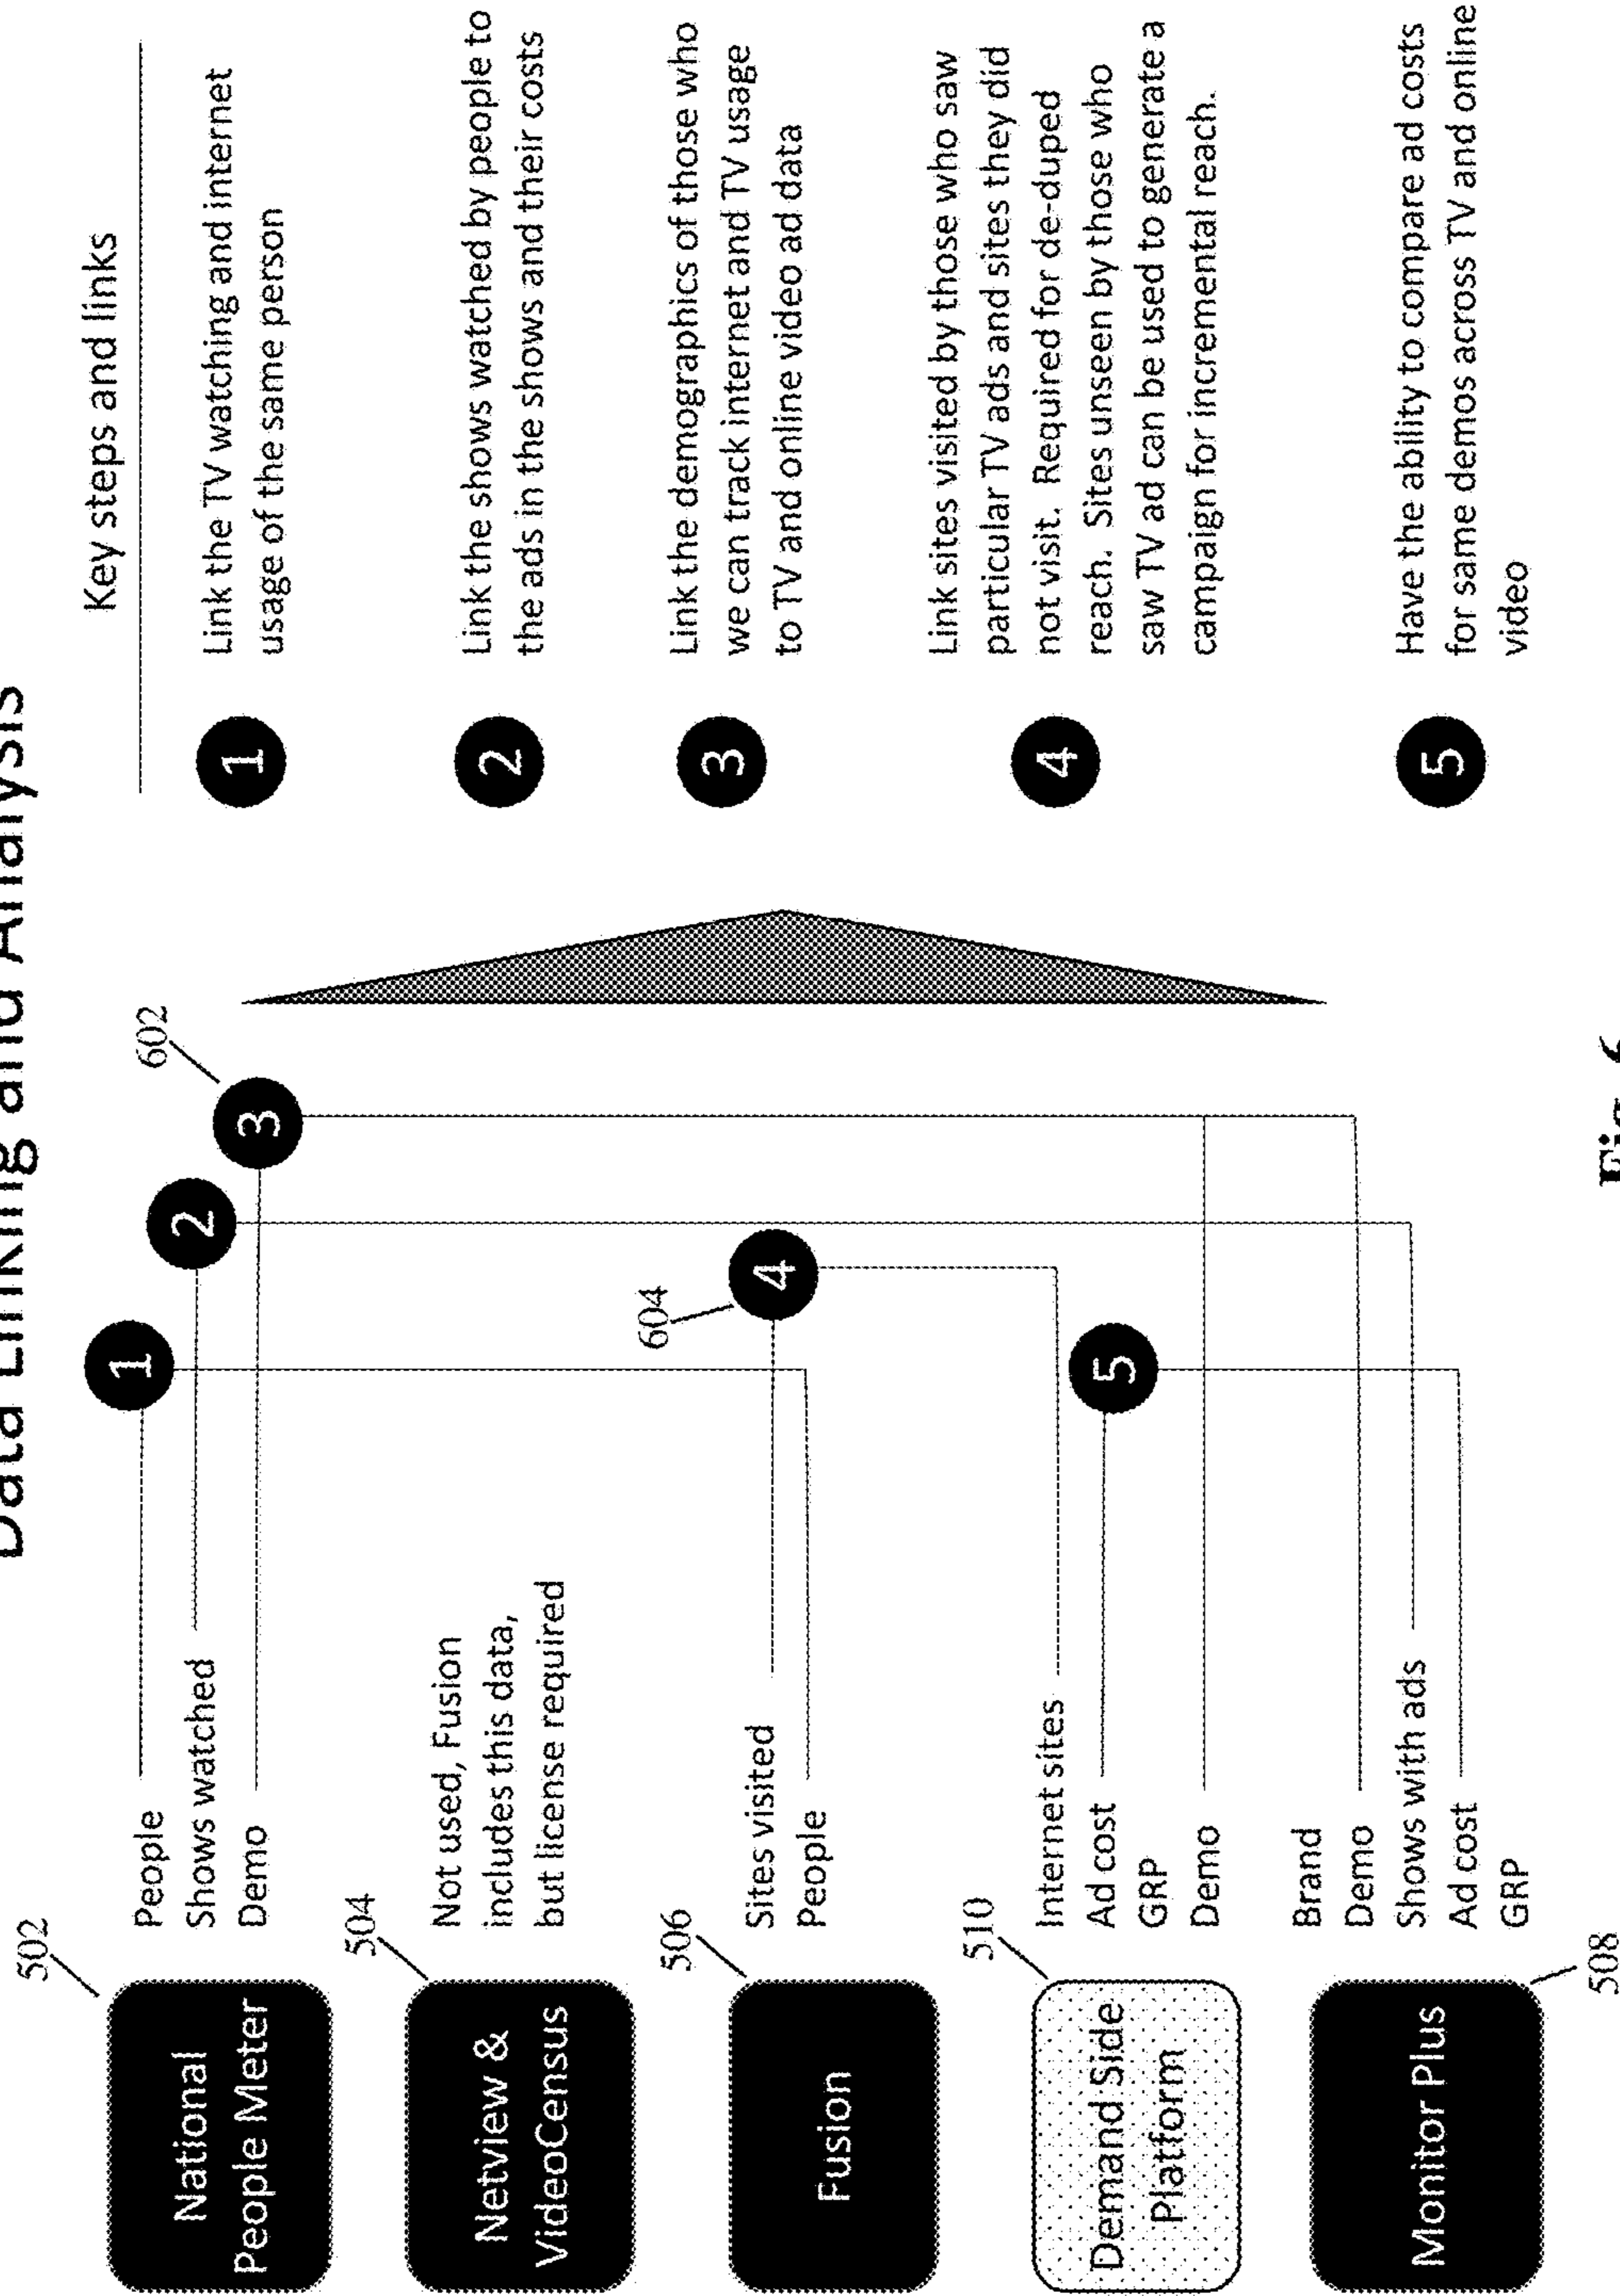 Data Linking and Analysis
502
National
People Meter
People
Shows watched
Demo
1
2
3
602
504
Netview &
VideoCensus
Not used, Fusion
includes this data,
but license required
506
Fusion
Sites visited
People
604
4
510
Demand Side
Platform
Internet sites
Ad cost
GRP
Demo
5
508
Monitor Plus
Brand
Demo
Shows with ads
Ad cost
GRP
Key steps and links
1
Link the TV watching and internet
usage of the same person
2
Link the shows watched by people to
the ads in the shows and their costs
3
Link the demographics of those who
we can track internet and TV usage
to TV and online video ad data
4
Link sites visited by those who saw
particular TV ads and sites they did
not visit. Required for de-duped
reach. Sites unseen by those who
saw TV ad can be used to generate a
campaign for incremental reach.
5
Have the ability to compare ad costs
for same demos across TV and online
video
Fig. 6